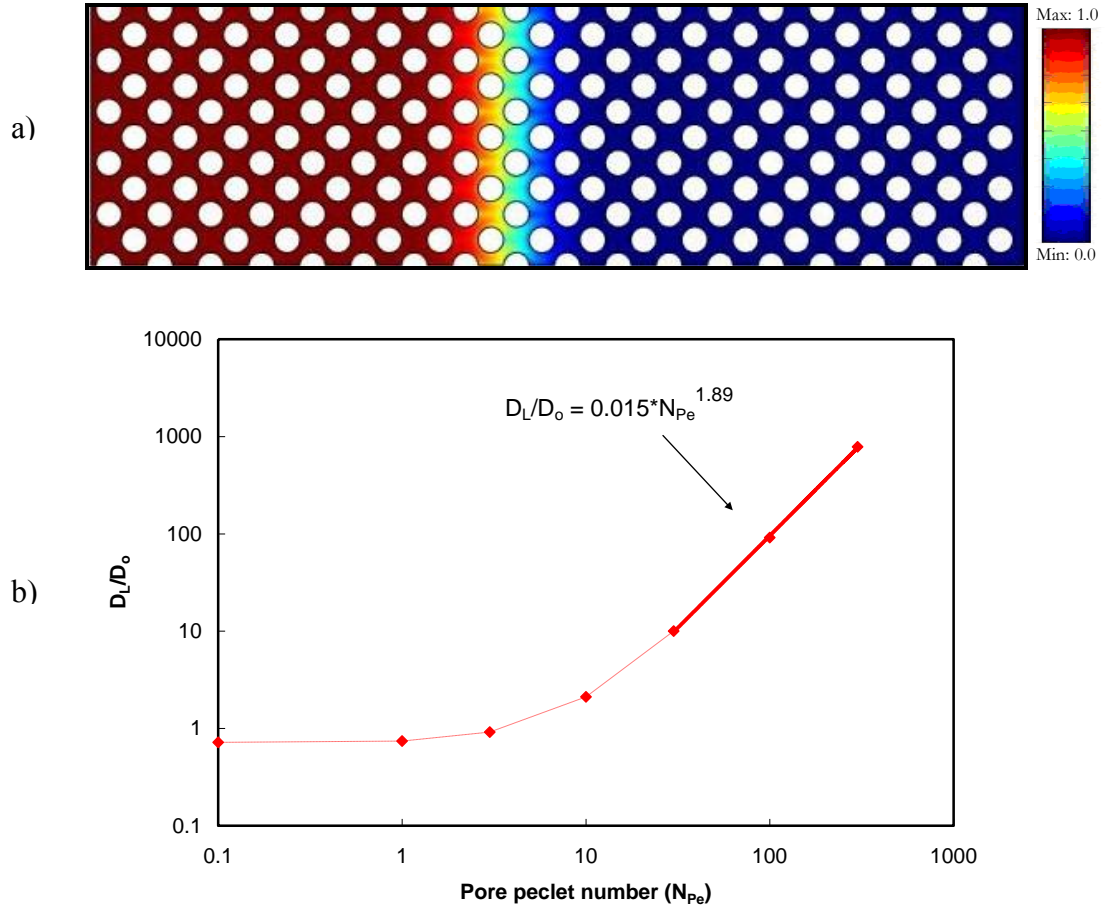 Max: 1.0
a)
Min: 0.0
10000
1000
100
10
1
0.1
D_L/D_o = 0.015*N_Pe^1.89
b)
D_L/D_o
0.1 1 10 100 1000
Pore peclet number (N_Pe)